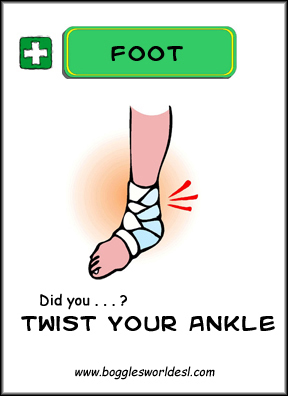 FOOT
Did you . . . ?
TWIST YOUR ANKLE
www.bogglesworldesl.com